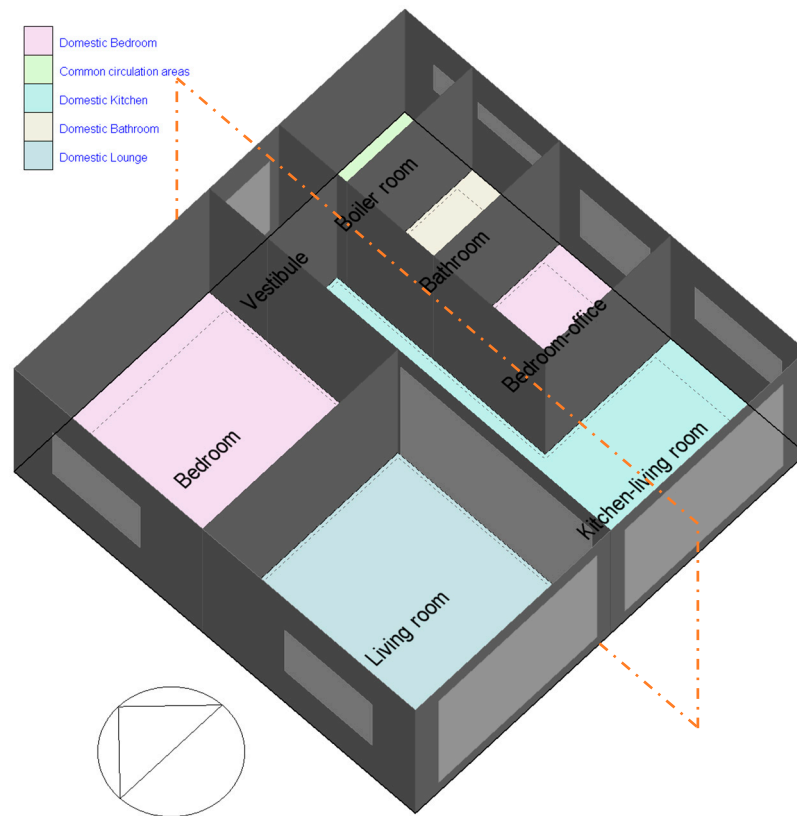 Domestic Bedroom
Common circulation areas
Domestic Kitchen
Domestic Bathroom
Domestic Lounge
Boiler room
Vestibule
Bathroom
Bedroom-office
Bedroom
Kitchen-living room
Living room